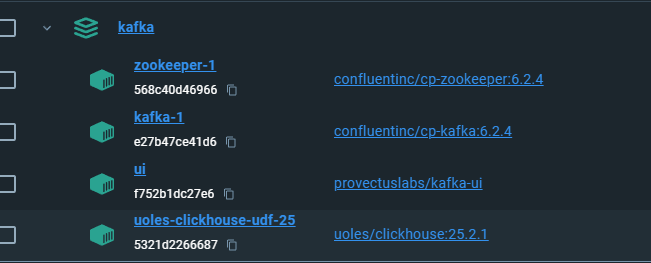 kafka
zookeeper-1
568c40d46966
confluentinc/cp-zookeeper:6.2.4
kafka-1
e27b47ce41d6
confluentinc/cp-kafka:6.2.4
ui
f752b1dc27e6
provectuslabs/kafka-ui
uoles-clickhouse-udf-25
5321d2266687
uoles/clickhouse:25.2.1